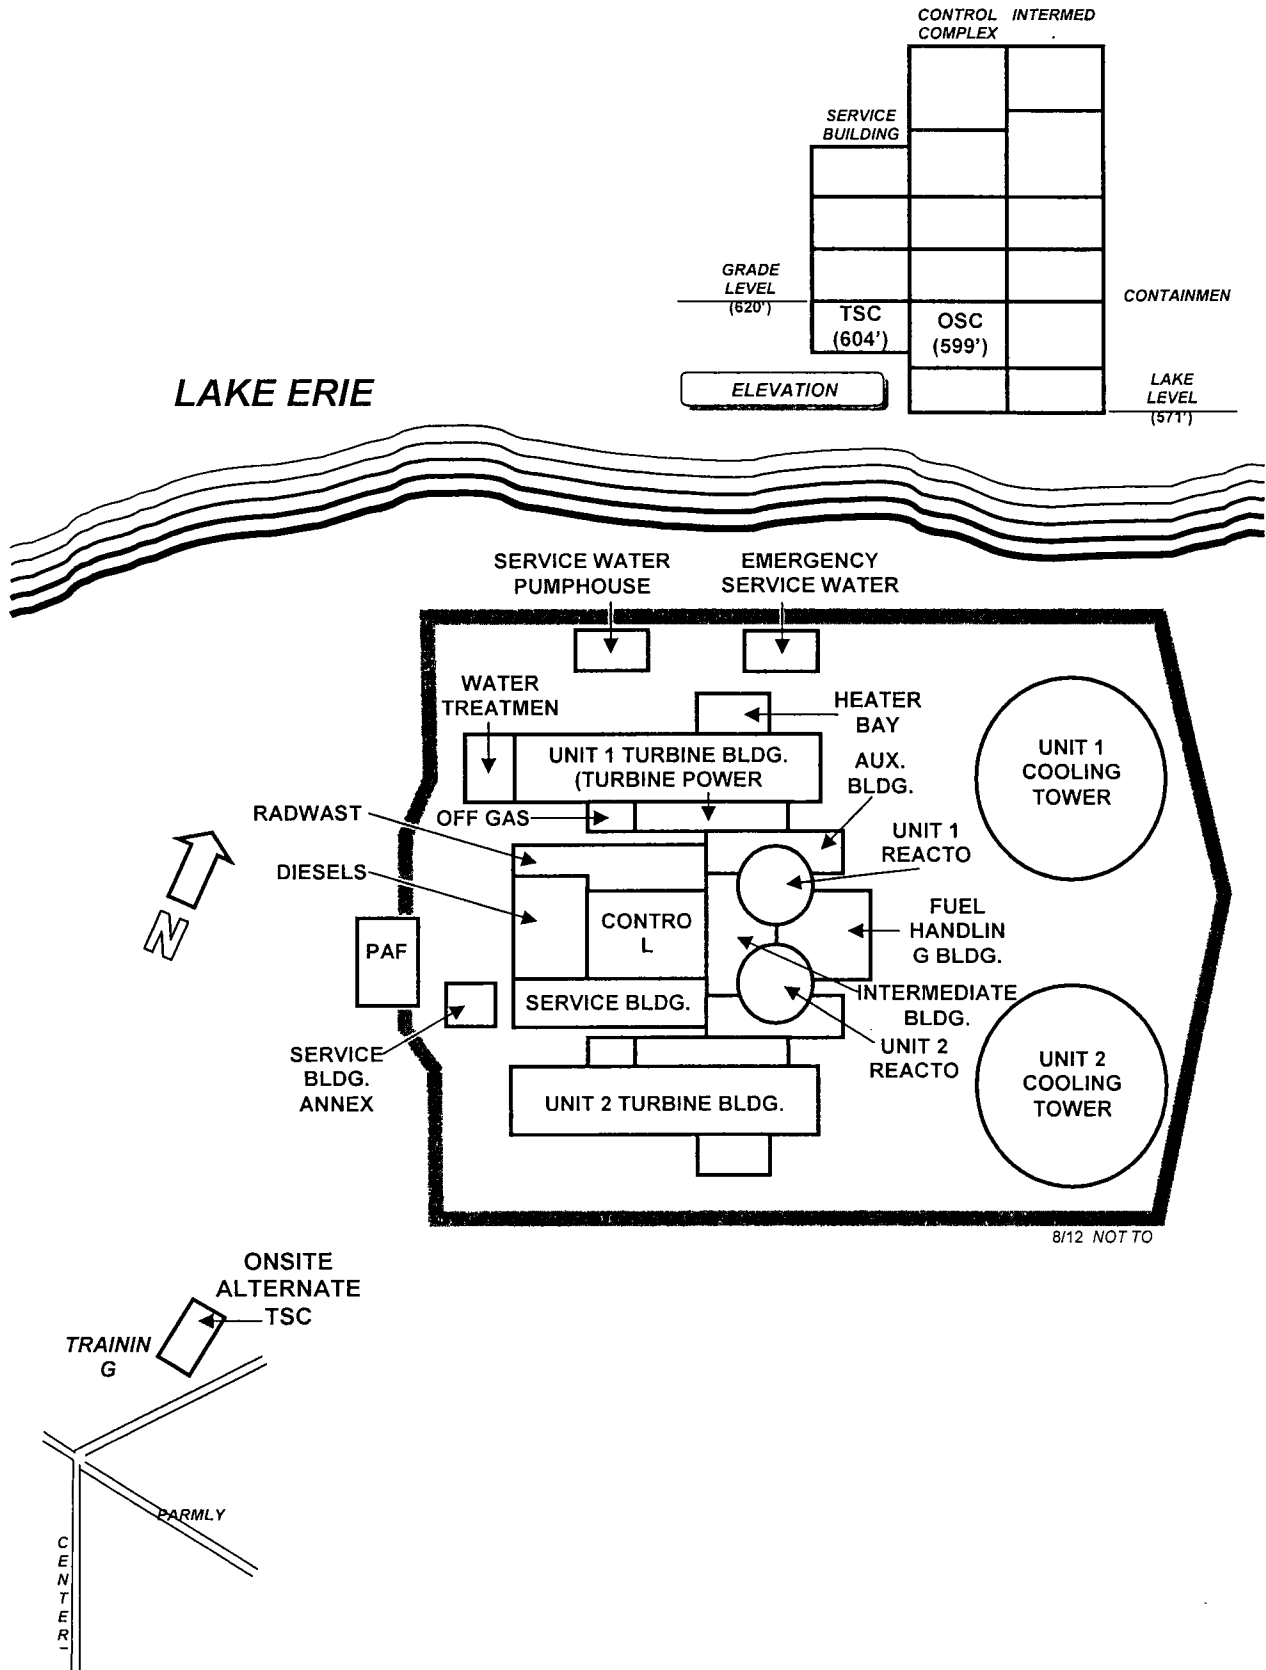 CONTROL
COMPLEX
INTERMED
.
SERVICE
BUILDING
GRADE
LEVEL
(620')
TSC
(604')
OSC
(599')
CONTAINMEN
ELEVATION
LAKE
LEVEL
(571')
LAKE ERIE
SERVICE WATER
PUMPHOUSE
EMERGENCY
SERVICE WATER
WATER
TREATMEN
HEATER
BAY
UNIT 1 TURBINE BLDG.
(TURBINE POWER
AUX.
BLDG.
UNIT 1
COOLING
TOWER
RADWAST
OFF GAS
UNIT 1
REACTO
DIESELS
N
PAF
CONTRO
L
FUEL
HANDLIN
G BLDG.
SERVICE BLDG.
INTERMEDIATE
BLDG.
SERVICE
BLDG.
ANNEX
UNIT 2
REACTO
UNIT 2
COOLING
TOWER
UNIT 2 TURBINE BLDG.
8/12 NOT TO
ONSITE
ALTERNATE
TSC
TRAININ
G
PARMLY
C
E
N
T
E
R